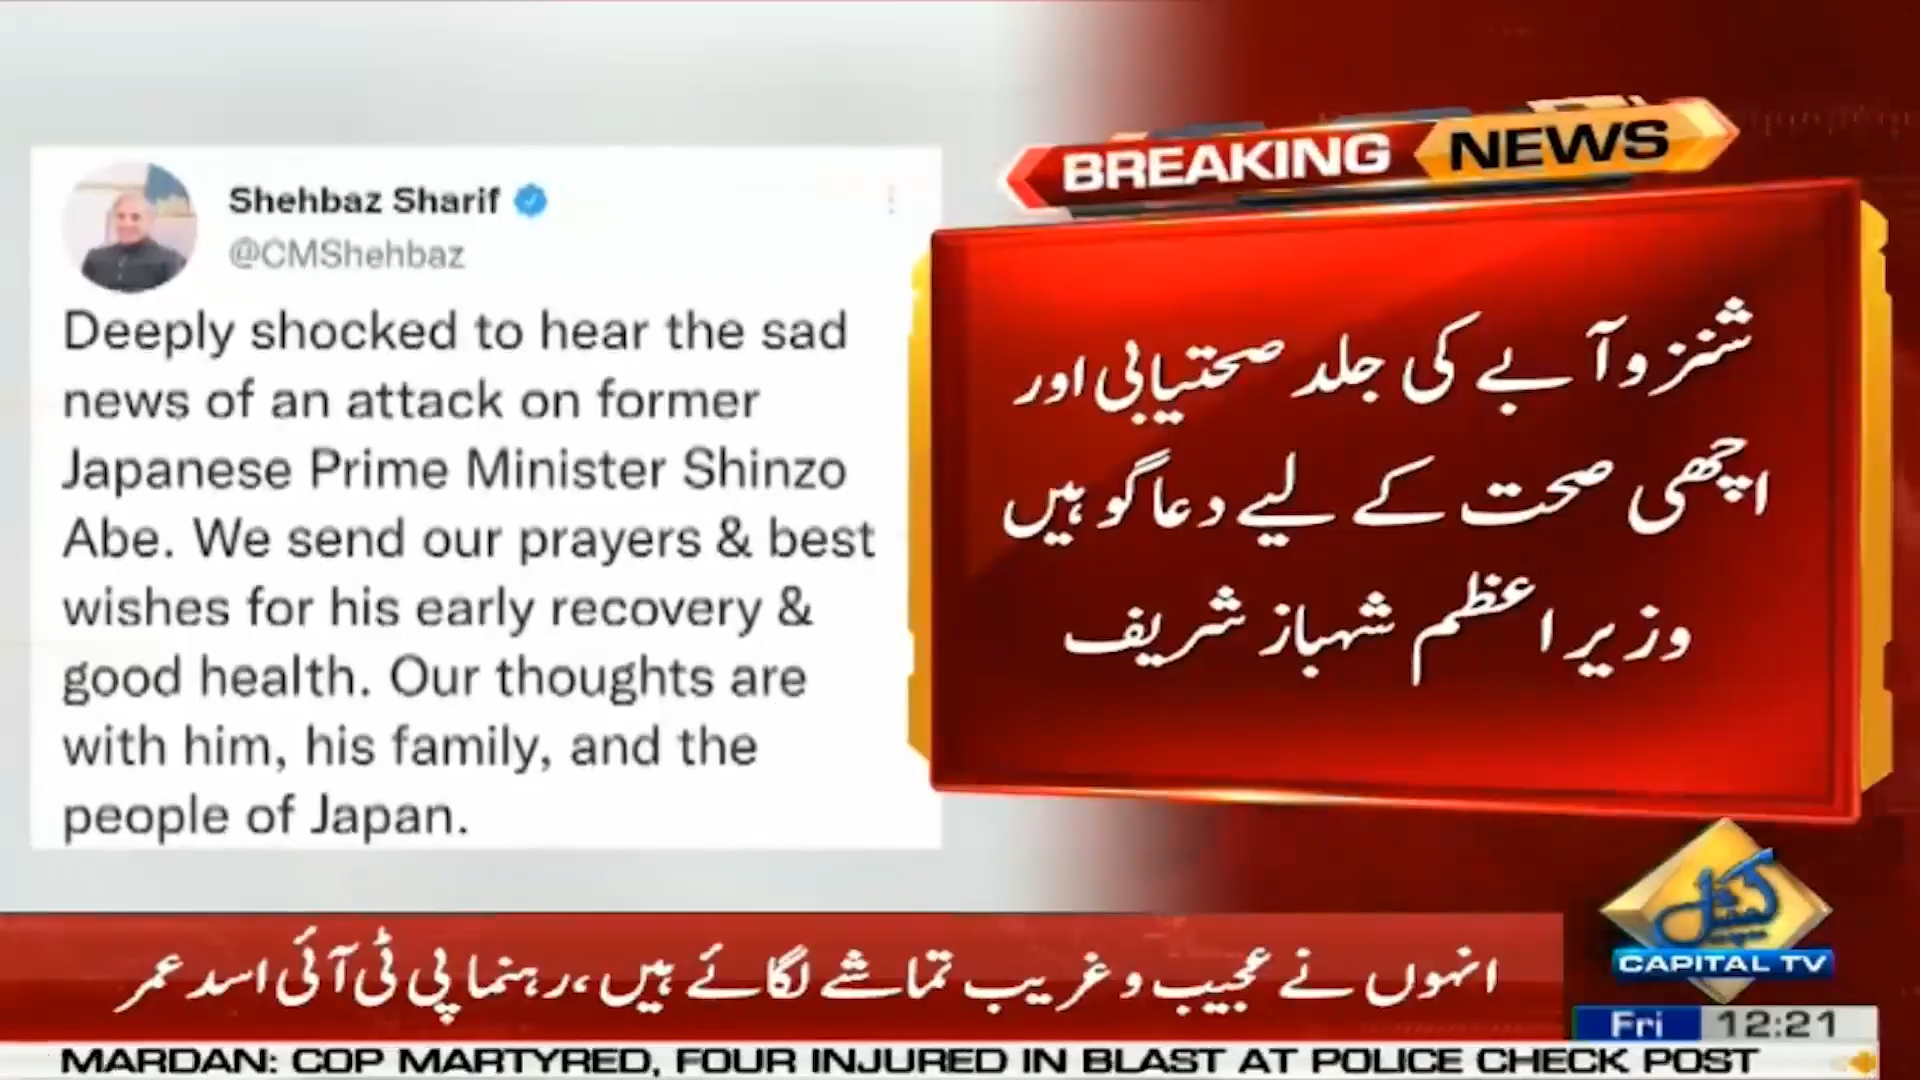 Shehbaz Sharif
@CMShehbaz
Deeply shocked to hear the sad
news of an attack on former
Japanese Prime Minister Shinzo
Abe. We send our prayers & best
wishes for his early recovery &
good health. Our thoughts are
with him, his family, and the
people of Japan.
BREAKING NEWS
شنزو آبے کی جلد صحتیابی اور
اچھی صحت کے لیے دعاگو ہیں
وزیر اعظم شہباز شریف
کیپیٹل
CAPITAL TV
انہوں نے عجیب و غریب تماشے لگائے ہیں،رہنما پی ٹی آئی اسد عمر
Fri 12:21
MARDAN: COP MARTYRED, FOUR INJURED IN BLAST AT POLICE CHECK POST